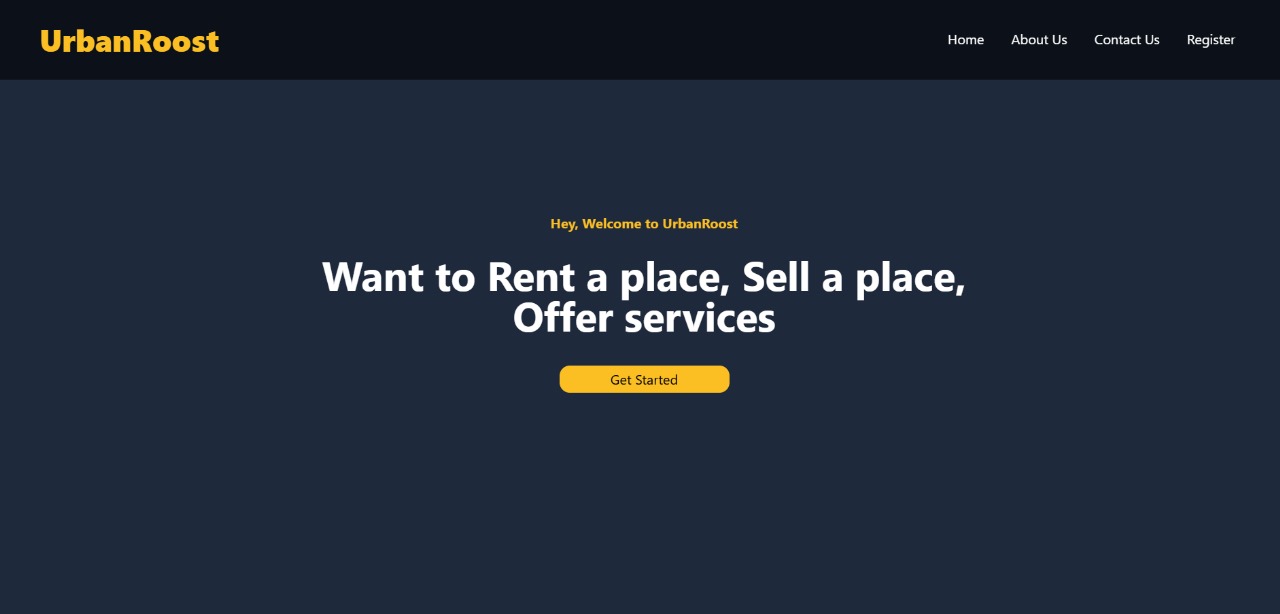 UrbanRoost
Home
About Us
Contact Us
Register
Hey, Welcome to UrbanRoost
Want to Rent a place, Sell a place,
Offer services
Get Started